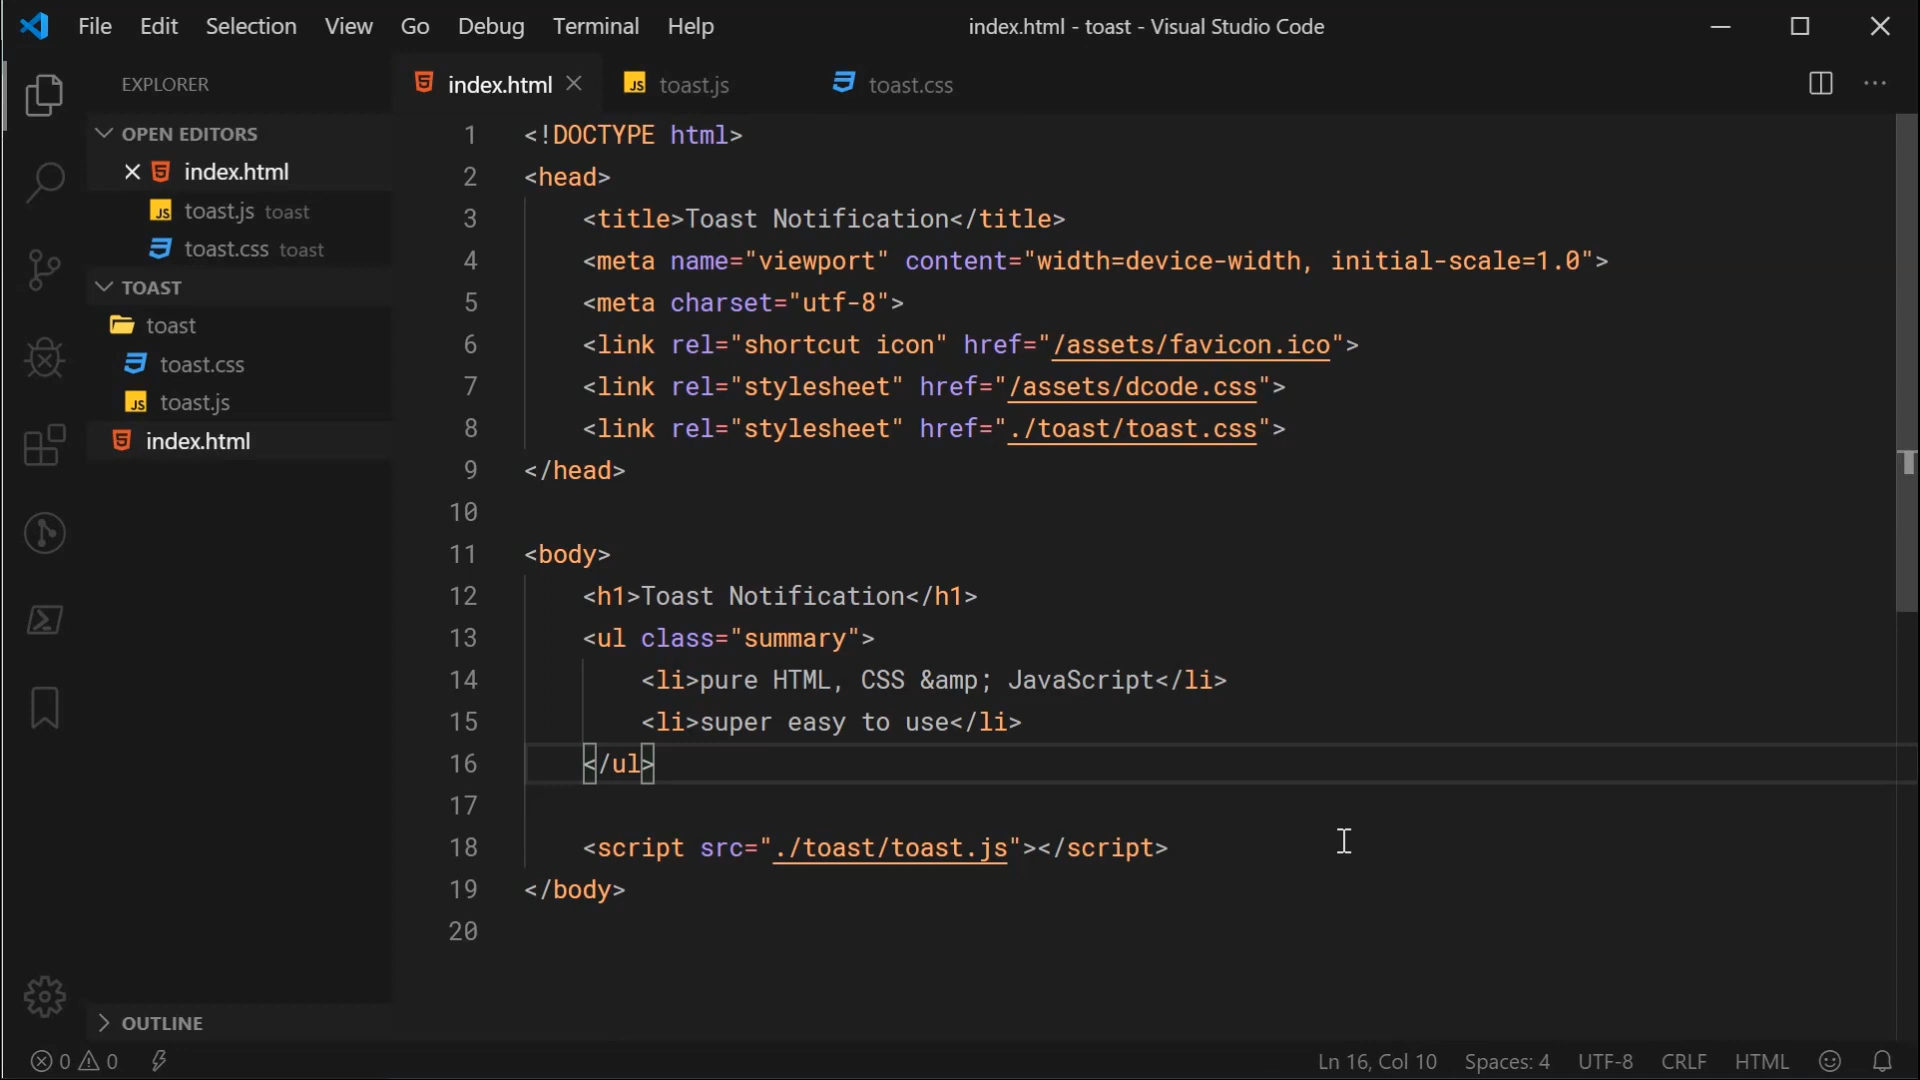 File Edit Selection View Go Debug Terminal Help index.html - toast - Visual Studio Code
EXPLORER
index.html
JS toast.js
toast.css
OPEN EDITORS
index.html
JS toast.js toast
toast.css toast
TOAST
toast
toast.css
JS toast.js
index.html
1 <!DOCTYPE html>
2 <head>
3 <title>Toast Notification</title>
4 <meta name="viewport" content="width=device-width, initial-scale=1.0">
5 <meta charset="utf-8">
6 <link rel="shortcut icon" href="/assets/favicon.ico">
7 <link rel="stylesheet" href="/assets/dcode.css">
8 <link rel="stylesheet" href="./toast/toast.css">
9 </head>
10
11 <body>
12 <h1>Toast Notification</h1>
13 <ul class="summary">
14 <li>pure HTML, CSS &amp; JavaScript</li>
15 <li>super easy to use</li>
16 </ul>
17
18 <script src="./toast/toast.js"></script>
19 </body>
20
OUTLINE
0 0 Ln 16, Col 10 Spaces: 4 UTF-8 CRLF HTML